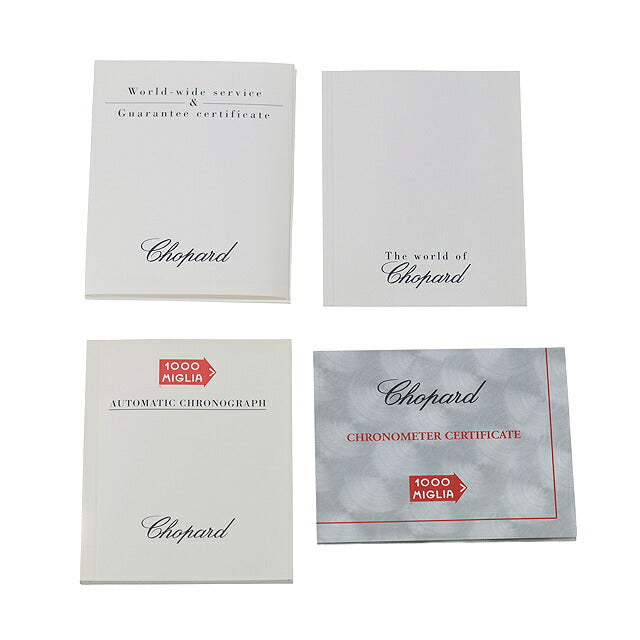 World-wide service
&
Guarantee certificate
Chopard
The world of
Chopard
1000
MIGLIA
AUTOMATIC CHRONOGRAPH
Chopard
Chopard
CHRONOMETER CERTIFICATE
1000
MIGLIA